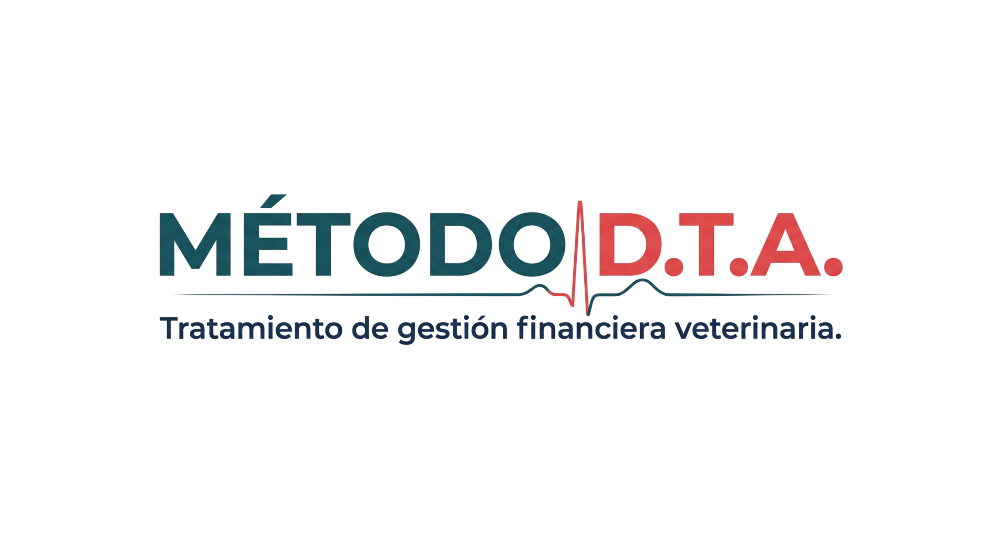 MÉTODO D.T.A.
Tratamiento de gestión financiera veterinaria.